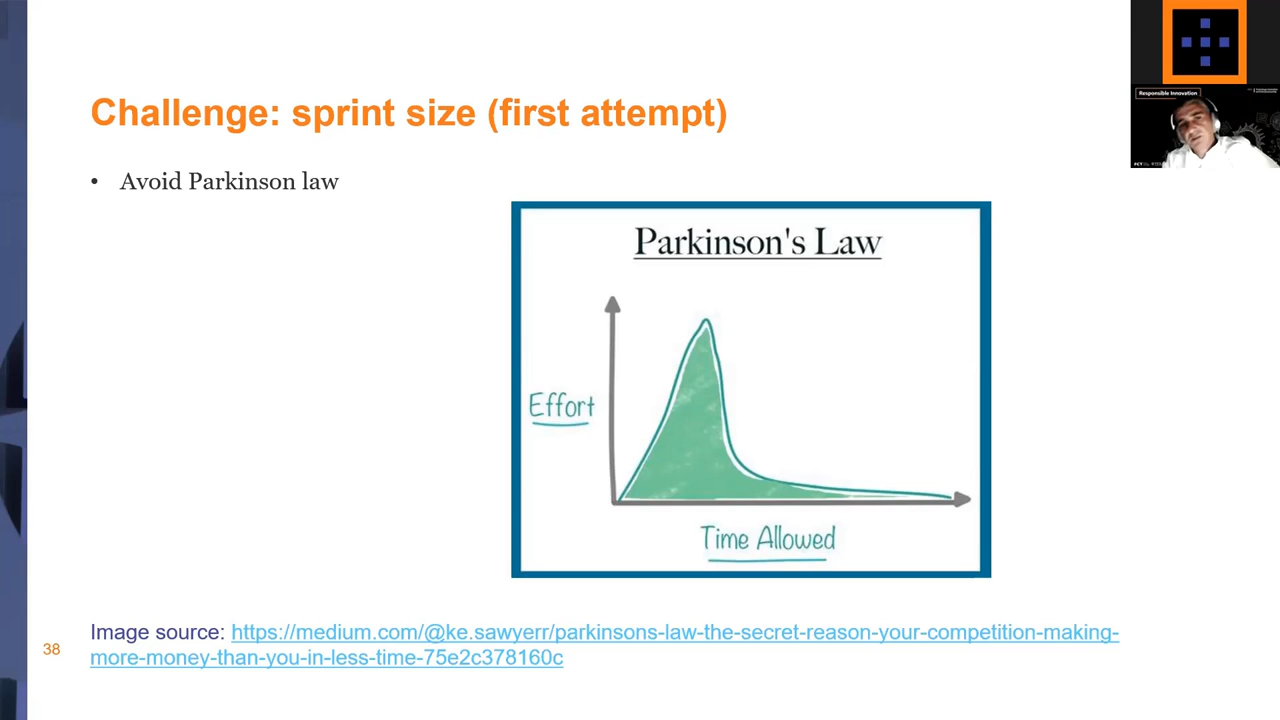 Challenge: sprint size (first attempt)
• Avoid Parkinson law
Parkinson's Law
Effort
Time Allowed
Image source: https://medium.com/@ke.sawyerr/parkinsons-law-the-secret-reason-your-competition-making-
more-money-than-you-in-less-time-75e2c378160c
38
Responsible Innovation